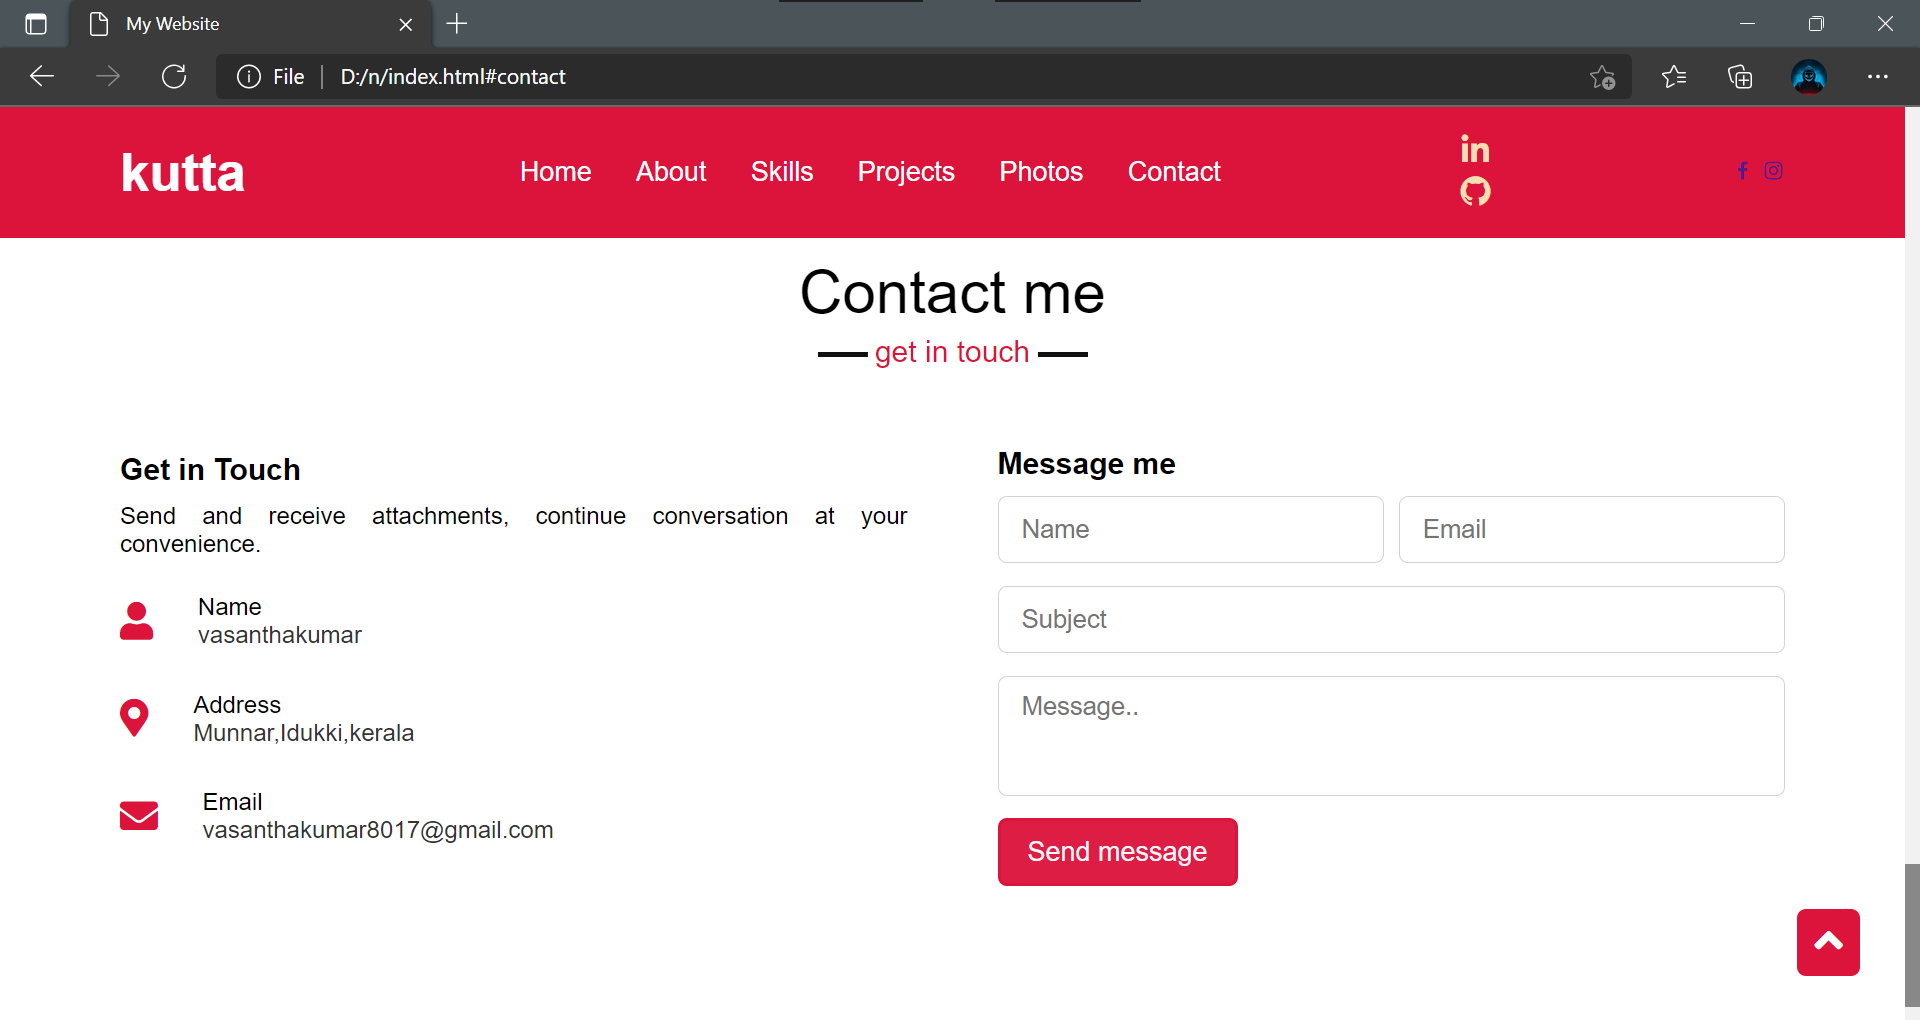 My Website
File D:/n/index.html#contact
kutta Home About Skills Projects Photos Contact
Contact me
get in touch
Get in Touch
Send and receive attachments, continue conversation at your
convenience.
Name
vasanthakumar
Address
Munnar,Idukki,kerala
Email
vasanthakumar8017@gmail.com
Message me
Name Email
Subject
Message..
Send message